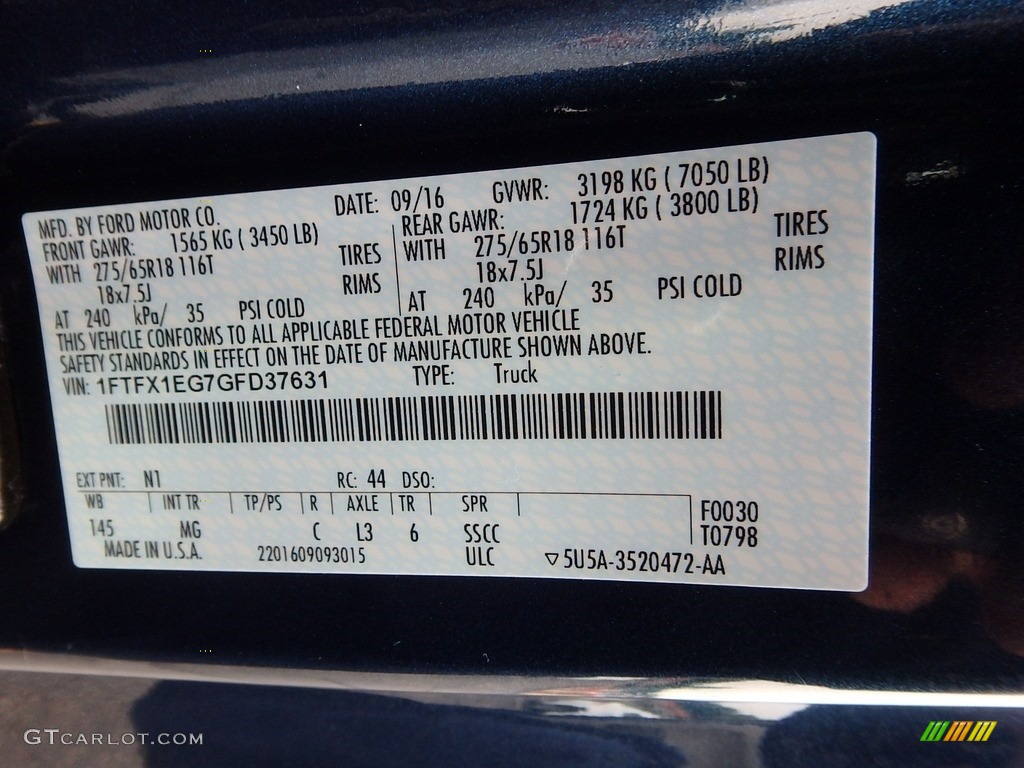 MFD. BY FORD MOTOR CO. DATE: 09/16 GVWR: 3198 KG ( 7050 LB)
FRONT GAWR: 1565 KG ( 3450 LB) REAR GAWR: 1724 KG ( 3800 LB)
WITH 275/65R18 116T TIRES WITH 275/65R18 116T TIRES
18x7.5J RIMS 18x7.5J RIMS
AT 240 kPa/ 35 PSI COLD AT 240 kPa/ 35 PSI COLD
THIS VEHICLE CONFORMS TO ALL APPLICABLE FEDERAL MOTOR VEHICLE
SAFETY STANDARDS IN EFFECT ON THE DATE OF MANUFACTURE SHOWN ABOVE.
VIN: 1FTFX1EG7GFD37631 TYPE: Truck
EXT PNT: N1 RC: 44 DSO:
WB INT TR TP/PS R AXLE TR SPR F0030
145 MG C L3 6 SSCC T0798
MADE IN U.S.A. 2201609093015 ULC ▽5U5A-3520472-AA
GTCARLOT.COM